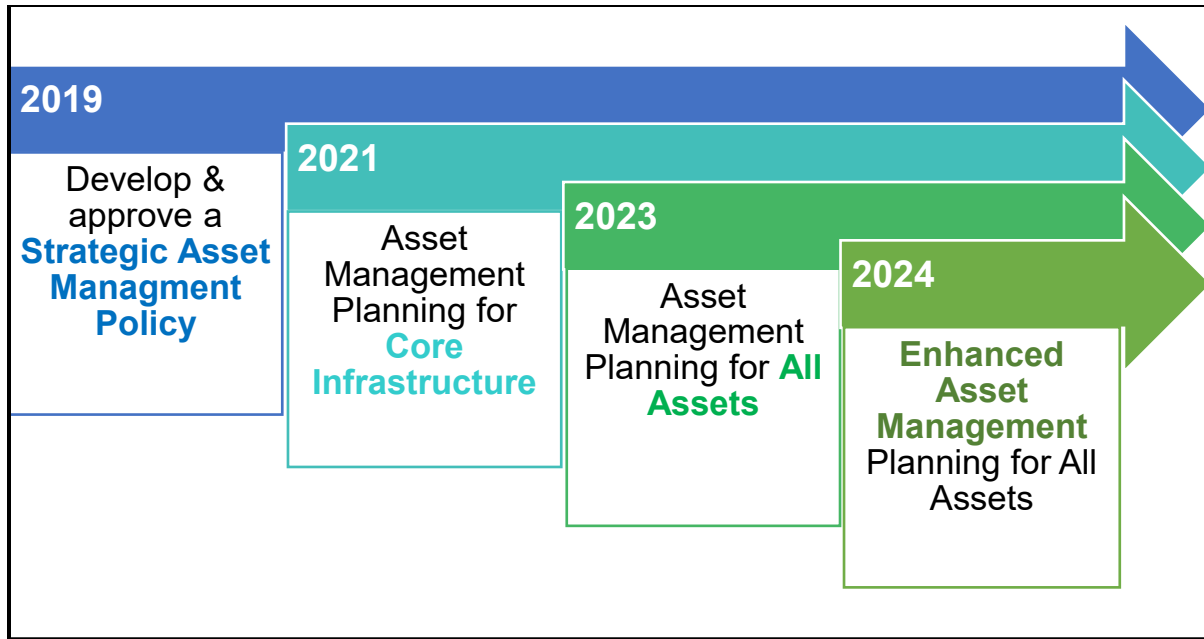 2019
Develop &
approve a
Strategic Asset
Managment
Policy
2021
Asset
Management
Planning for
Core
Infrastructure
2023
Asset
Management
Planning for All
Assets
2024
Enhanced
Asset
Management
Planning for All
Assets